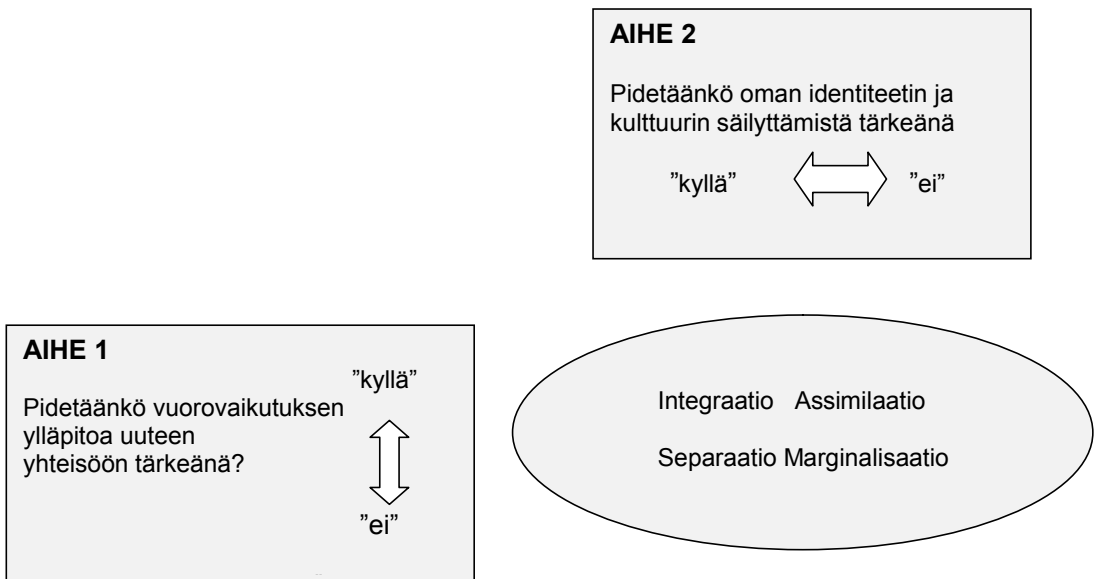 AIHE 2
Pidetäänkö oman identiteetin ja
kulttuurin säilyttämistä tärkeänä
”kyllä” ”ei”
AIHE 1
”kyllä”
Pidetäänkö vuorovaikutuksen
ylläpitoa uuteen
yhteisöön tärkeänä?
”ei”
Integraatio Assimilaatio
Separaatio Marginalisaatio